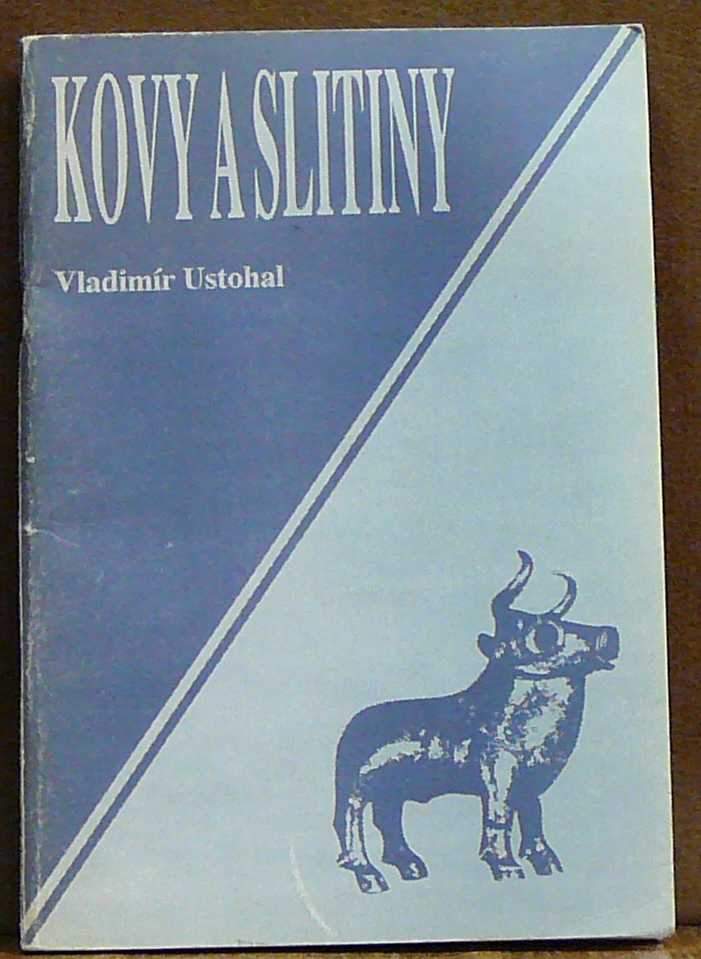 KOVY A SLITINY
Vladimír Ustohal